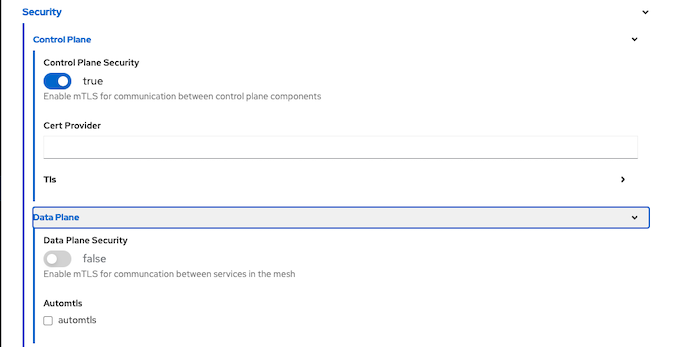 Security
Control Plane
Control Plane Security
true
Enable mTLS for communication between control plane components
Cert Provider
Tls
Data Plane
Data Plane Security
false
Enable mTLS for communcation between services in the mesh
Automtls
automtls